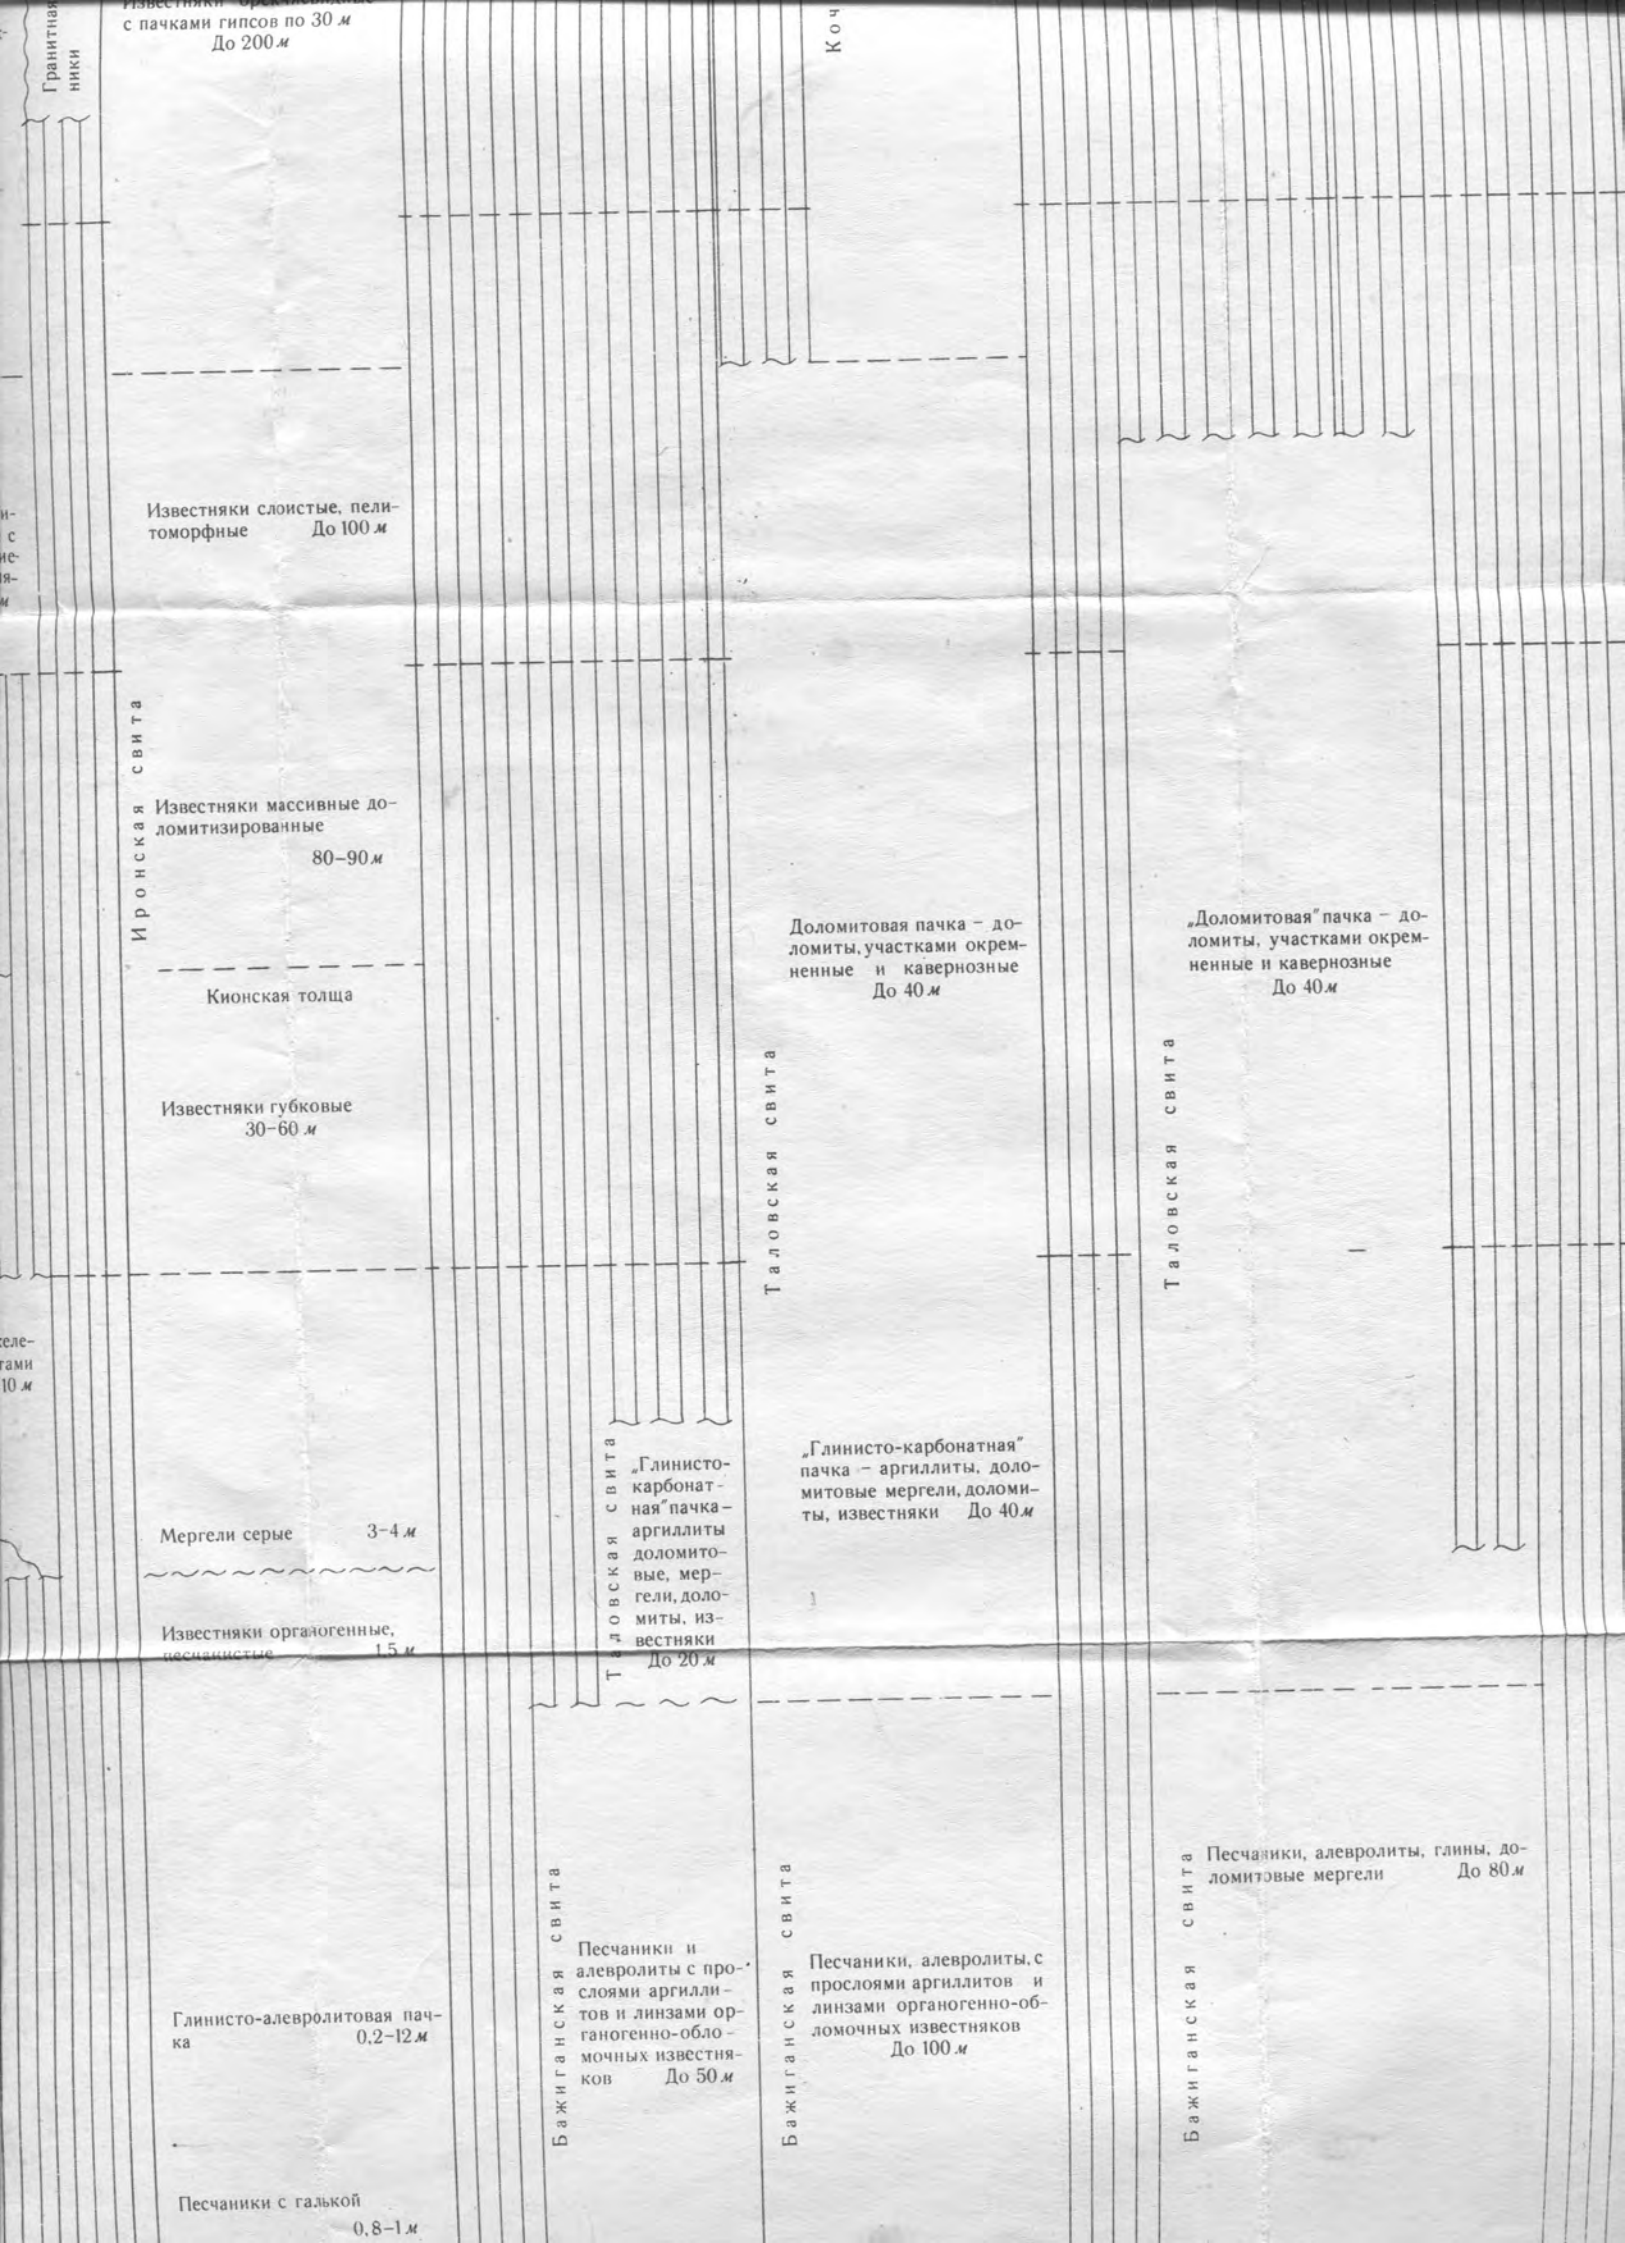 Гранитная
ники
с пачками гипсов по 30 м
До 200 м
Коч
и-
с
ие-
я-
м
Известняки слоистые, пели-
томорфные До 100 м
Иронская свита
Известняки массивные до-
ломитизированные
80-90 м
Кионская толща
Известняки губковые
30-60 м
еле-
тами
10 м
Мергели серые 3-4 м
Известняки органогенные,
песчанистые 1,5 м
Глинисто-алевролитовая пач-
ка 0,2-12 м
Песчаники с галькой
0,8-1 м
Таловская свита
„Глинисто-
карбонат-
ная" пачка -
аргиллиты
доломито-
вые, мер-
гели, доло-
миты, из-
вестняки
До 20 м
Бажиганская свита
Песчаники и
алевролиты с про-
слоями аргилли-
тов и линзами ор-
ганогенно-обло-
мочных известня-
ков До 50 м
Таловская свита
Доломитовая пачка - до-
ломиты, участками окрем-
ненные и кавернозные
До 40 м
„Глинисто-карбонатная"
пачка - аргиллиты, доло-
митовые мергели, доломи-
ты, известняки До 40 м
Бажиганская свита
Песчаники, алевролиты, с
прослоями аргиллитов и
линзами органогенно-об-
ломочных известняков
До 100 м
Таловская свита
„Доломитовая" пачка - до-
ломиты, участками окрем-
ненные и кавернозные
До 40 м
Бажиганская свита
Песчаники, алевролиты, глины, до-
ломитовые мергели До 80 м